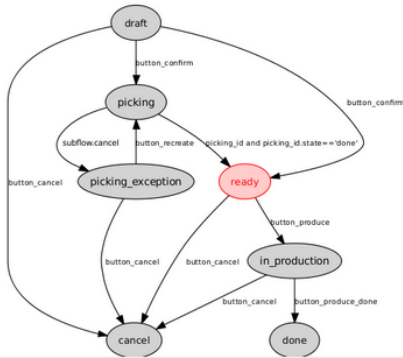 draft
button_confirm
picking
button_confirm
subflow.cancel
button_recreate
picking_id and picking_id.state=='done'
button_cancel
picking_exception
ready
button_produce
button_cancel
button_cancel
in_production
button_cancel
button_produce_done
cancel
done